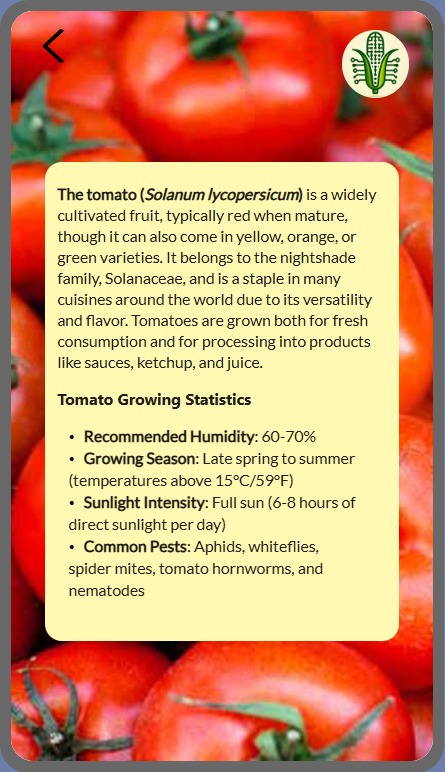 The tomato (Solanum lycopersicum) is a widely
cultivated fruit, typically red when mature,
though it can also come in yellow, orange, or
green varieties. It belongs to the nightshade
family, Solanaceae, and is a staple in many
cuisines around the world due to its versatility
and flavor. Tomatoes are grown both for fresh
consumption and for processing into products
like sauces, ketchup, and juice.
Tomato Growing Statistics
• Recommended Humidity: 60-70%
• Growing Season: Late spring to summer
(temperatures above 15°C/59°F)
• Sunlight Intensity: Full sun (6-8 hours of
direct sunlight per day)
• Common Pests: Aphids, whiteflies,
spider mites, tomato hornworms, and
nematodes